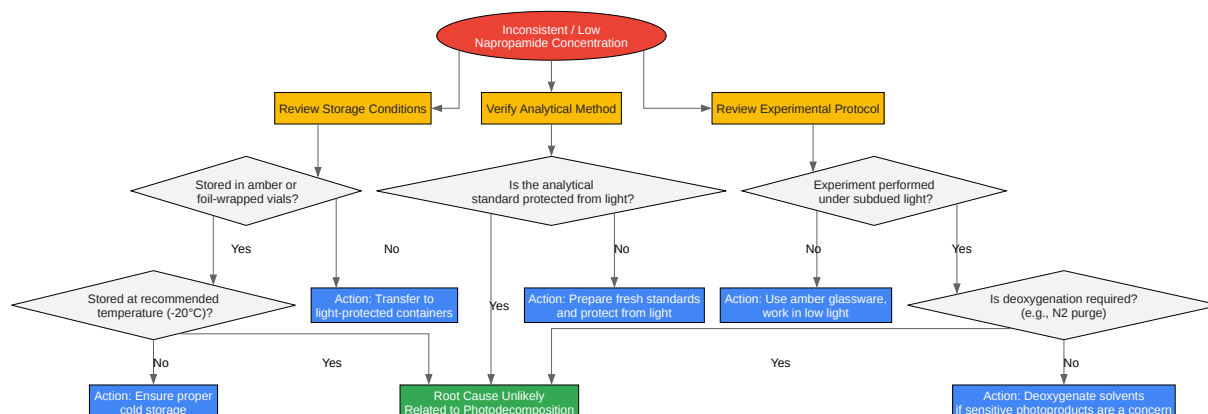 Inconsistent / Low
Napropamide Concentration
Review Storage Conditions
Verify Analytical Method
Review Experimental Protocol
Stored in amber or
foil-wrapped vials?
Is the analytical
standard protected from light?
Experiment performed
under subdued light?
Yes
No
No
No
Yes
Stored at recommended
temperature (-20°C)?
Action: Transfer to
light-protected containers
Yes
Action: Prepare fresh standards
and protect from light
Action: Use amber glassware,
work in low light
Is deoxygenation required?
(e.g., N2 purge)
No
Yes
Yes
No
Action: Ensure proper
cold storage
Root Cause Unlikely
Related to Photodecomposition
Action: Deoxygenate solvents
if sensitive photoproducts are a concern